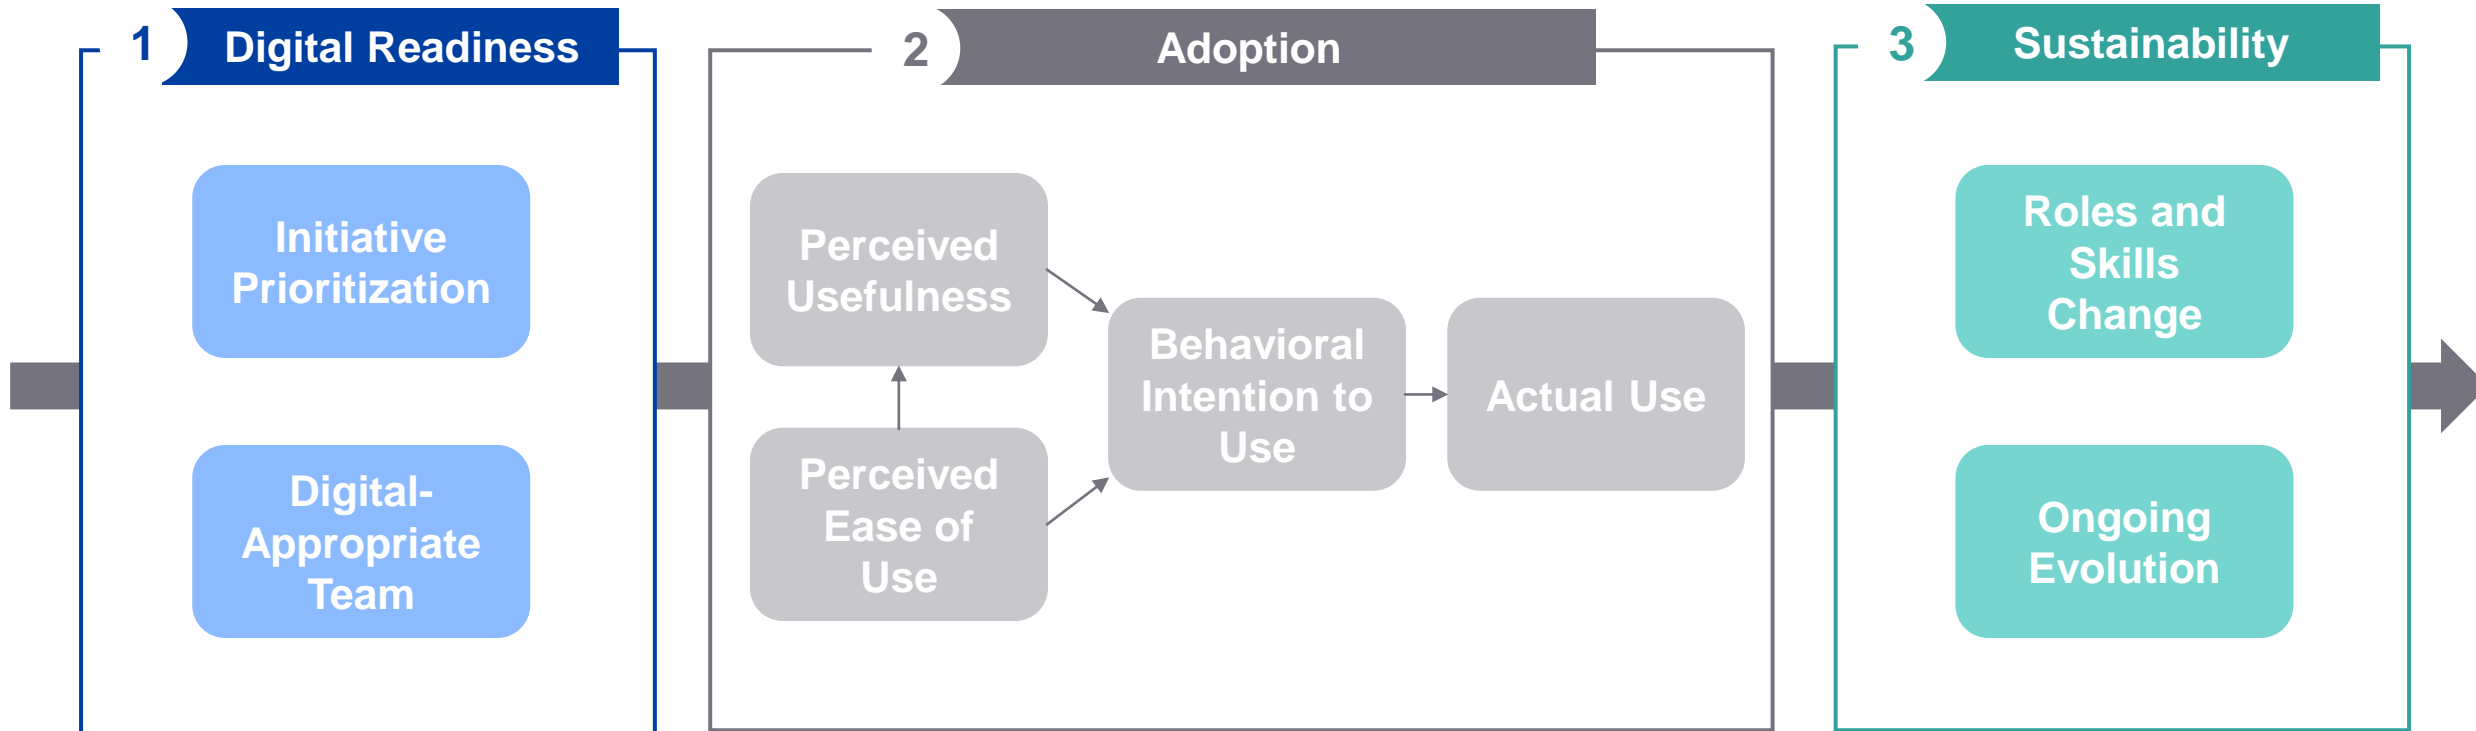 1
Digital Readiness
Initiative
Prioritization
Digital-
Appropriate
Team
2
Adoption
Perceived
Usefulness
Perceived
Ease of
Use
Behavioral
Intention to
Use
Actual Use
3
Sustainability
Roles and
Skills
Change
Ongoing
Evolution